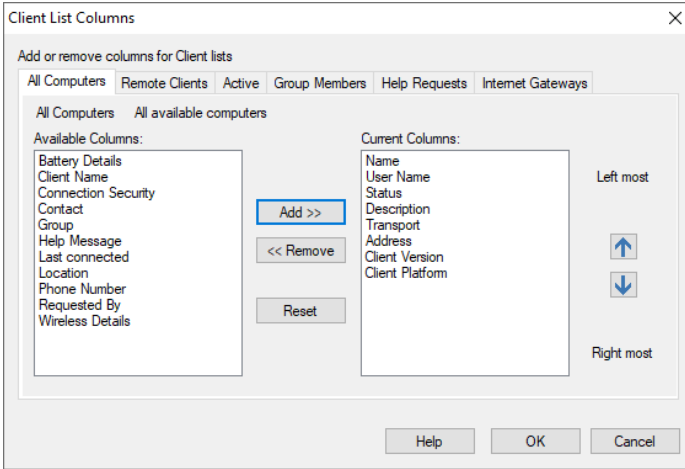 Client List Columns
Add or remove columns for Client lists
All Computers Remote Clients Active Group Members Help Requests Internet Gateways
All Computers All available computers
Available Columns:
Battery Details
Client Name
Connection Security
Contact
Group
Help Message
Last connected
Location
Phone Number
Requested By
Wireless Details
Add >>
<< Remove
Reset
Current Columns:
Name
User Name
Status
Description
Transport
Address
Client Version
Client Platform
Left most
Right most
Help OK Cancel